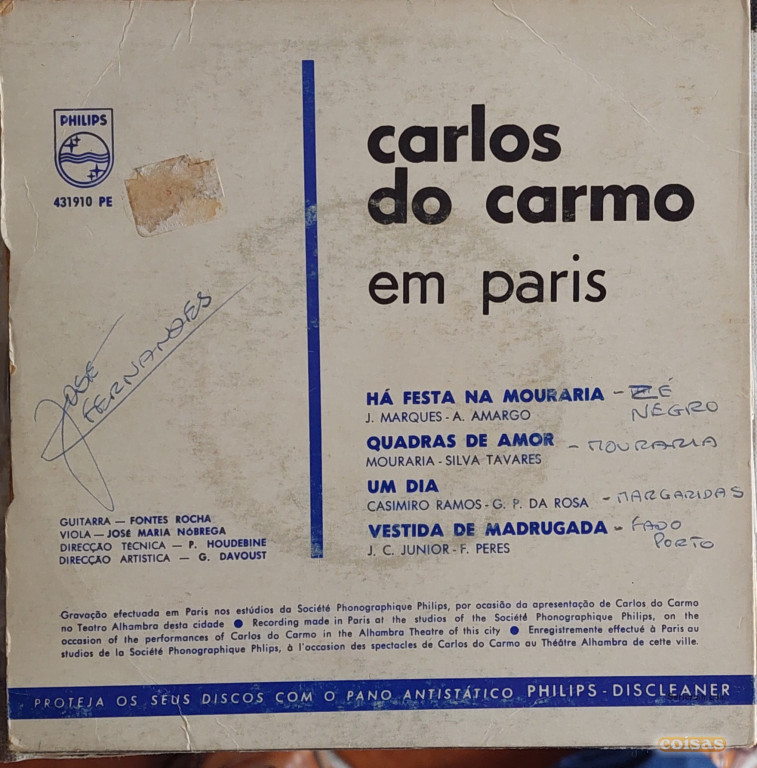 PHILIPS
431910 PE
carlos
do carmo
em paris
JOSÉ
FERNANDES
HÁ FESTA NA MOURARIA - ZÉ
J. MARQUES - A. AMARGO
NEGRO
QUADRAS DE AMOR - MOURARIA
MOURARIA - SILVA TAVARES
UM DIA
CASIMIRO RAMOS - G. P. DA ROSA - MARGARIDAS
VESTIDA DE MADRUGADA - FADO
J. C. JUNIOR - F. PERES
PORTO
GUITARRA — FONTES ROCHA
VIOLA — JOSÉ MARIA NÓBREGA
DIRECÇÃO TÉCNICA — P. HOUDEBINE
DIRECÇÃO ARTISTICA — G. DAVOUST
Gravação efectuada em Paris nos estúdios da Société Phonographique Philips, por ocasião da apresentação de Carlos do Carmo
no Teatro Alhambra desta cidade ● Recording made in Paris at the studios of the Société Phonographique Philips, on the
occasion of the performances of Carlos do Carmo in the Alhambra Theatre of this city ● Enregistremente effectué à Paris au
studios de la Société Phonographique Phlips, à l'occasion des spectacles de Carlos do Carmo au Théâtre Alhambra de cette ville.
PROTEJA OS SEUS DISCOS COM O PANO ANTISTÁTICO PHILIPS - DISCLEANER
coisas